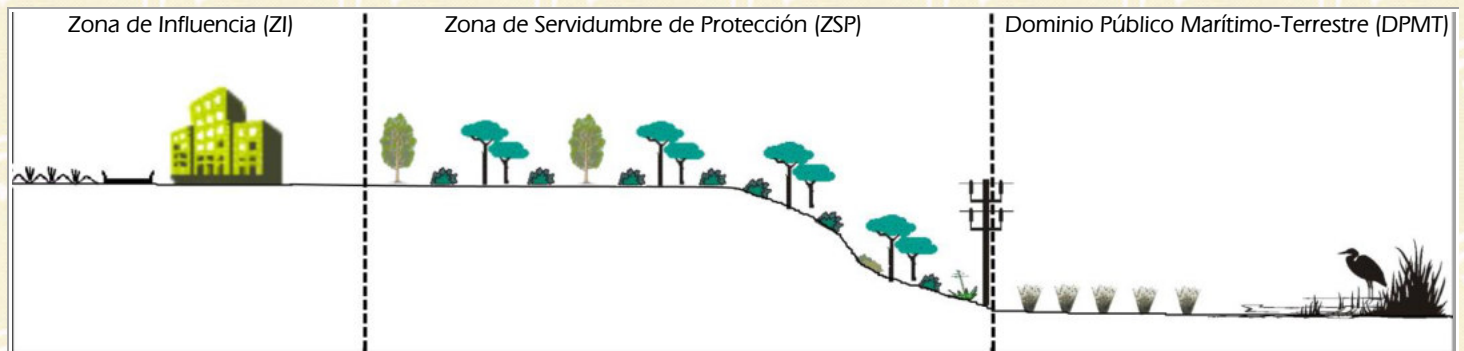 Zona de Influencia (ZI)
Zona de Servidumbre de Protección (ZSP)
Dominio Público Marítimo-Terrestre (DPMT)